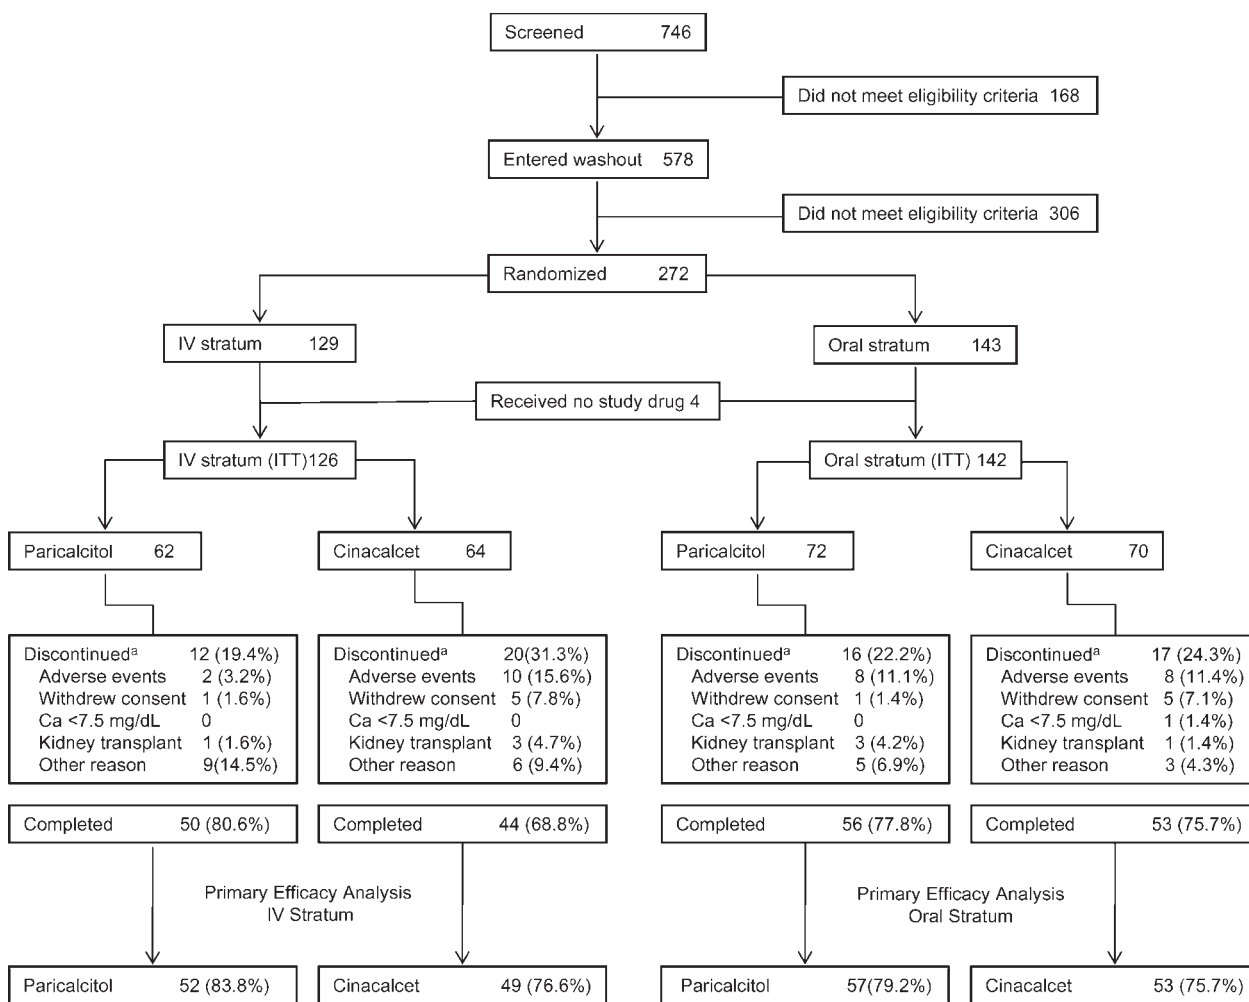 Screened 746
Did not meet eligibility criteria 168
Entered washout 578
Did not meet eligibility criteria 306
Randomized 272
IV stratum 129
Oral stratum 143
Received no study drug 4
IV stratum (ITT)126
Oral stratum (ITT) 142
Paricalcitol 62
Cinacalcet 64
Paricalcitol 72
Cinacalcet 70
Discontinuedᵃ 12 (19.4%)
Adverse events 2 (3.2%)
Withdrew consent 1 (1.6%)
Ca <7.5 mg/dL 0
Kidney transplant 1 (1.6%)
Other reason 9(14.5%)
Discontinuedᵃ 20(31.3%)
Adverse events 10 (15.6%)
Withdrew consent 5 (7.8%)
Ca <7.5 mg/dL 0
Kidney transplant 3 (4.7%)
Other reason 6 (9.4%)
Discontinuedᵃ 16 (22.2%)
Adverse events 8 (11.1%)
Withdrew consent 1 (1.4%)
Ca <7.5 mg/dL 0
Kidney transplant 3 (4.2%)
Other reason 5 (6.9%)
Discontinuedᵃ 17 (24.3%)
Adverse events 8 (11.4%)
Withdrew consent 5 (7.1%)
Ca <7.5 mg/dL 1 (1.4%)
Kidney transplant 1 (1.4%)
Other reason 3 (4.3%)
Completed 50 (80.6%)
Completed 44 (68.8%)
Completed 56 (77.8%)
Completed 53 (75.7%)
Primary Efficacy Analysis
IV Stratum
Primary Efficacy Analysis
Oral Stratum
Paricalcitol 52 (83.8%)
Cinacalcet 49 (76.6%)
Paricalcitol 57(79.2%)
Cinacalcet 53 (75.7%)